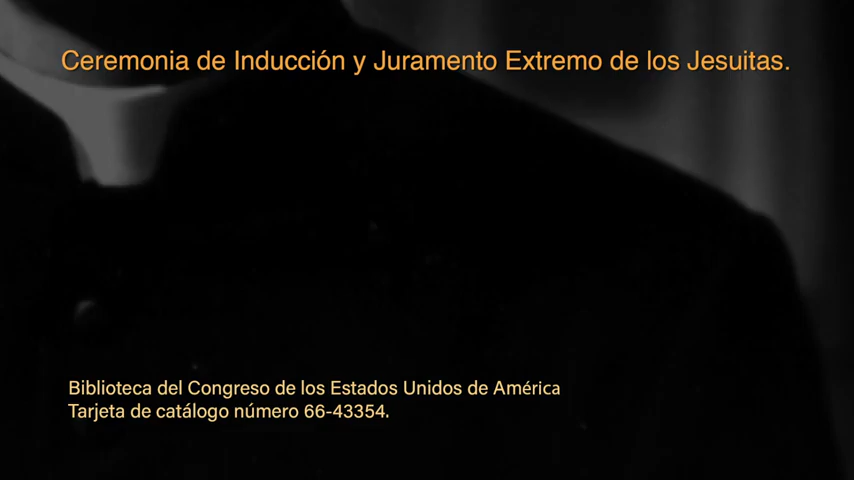 Ceremonia de Inducción y Juramento Extremo de los Jesuitas.
Biblioteca del Congreso de los Estados Unidos de América
Tarjeta de catálogo número 66-43354.